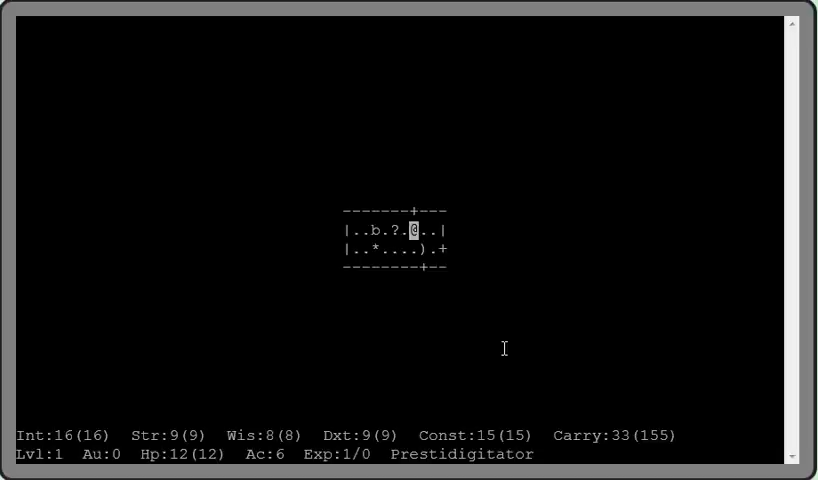 -------+---
|..b.?.@..|
|..*....).+
--------+--
Int:16(16)  Str:9(9)  Wis:8(8)  Dxt:9(9)  Const:15(15)  Carry:33(155)
Lvl:1  Au:0  Hp:12(12)  Ac:6  Exp:1/0  Prestidigitator